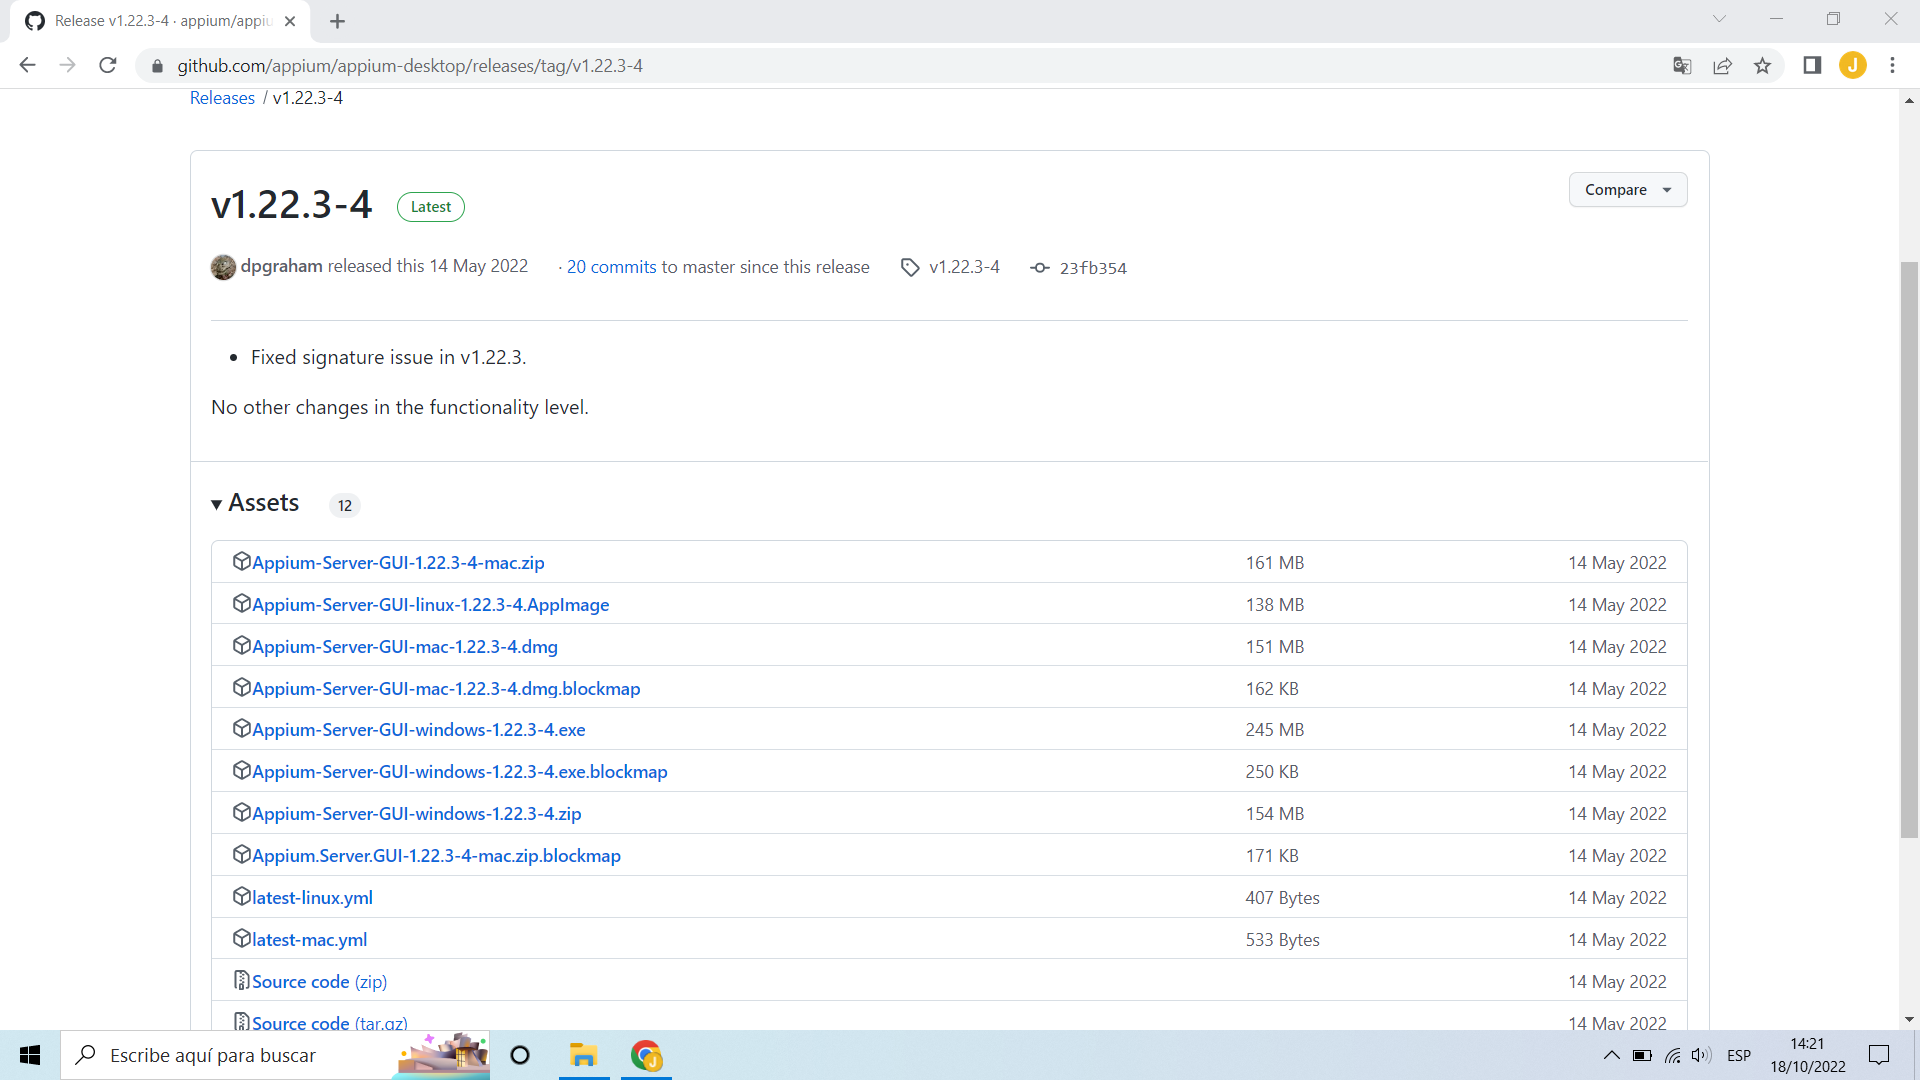 Release v1.22.3-4 · appium/appiu
github.com/appium/appium-desktop/releases/tag/v1.22.3-4
J
Releases / v1.22.3-4
v1.22.3-4
Latest
Compare
dpgraham released this 14 May 2022 · 20 commits to master since this release v1.22.3-4 23fb354
• Fixed signature issue in v1.22.3.
No other changes in the functionality level.
Assets 12
Appium-Server-GUI-1.22.3-4-mac.zip 161 MB 14 May 2022
Appium-Server-GUI-linux-1.22.3-4.AppImage 138 MB 14 May 2022
Appium-Server-GUI-mac-1.22.3-4.dmg 151 MB 14 May 2022
Appium-Server-GUI-mac-1.22.3-4.dmg.blockmap 162 KB 14 May 2022
Appium-Server-GUI-windows-1.22.3-4.exe 245 MB 14 May 2022
Appium-Server-GUI-windows-1.22.3-4.exe.blockmap 250 KB 14 May 2022
Appium-Server-GUI-windows-1.22.3-4.zip 154 MB 14 May 2022
Appium.Server.GUI-1.22.3-4-mac.zip.blockmap 171 KB 14 May 2022
latest-linux.yml 407 Bytes 14 May 2022
latest-mac.yml 533 Bytes 14 May 2022
Source code (zip) 14 May 2022
Source code (tar.gz) 14 May 2022
Escribe aquí para buscar
J
ESP
14:21
18/10/2022